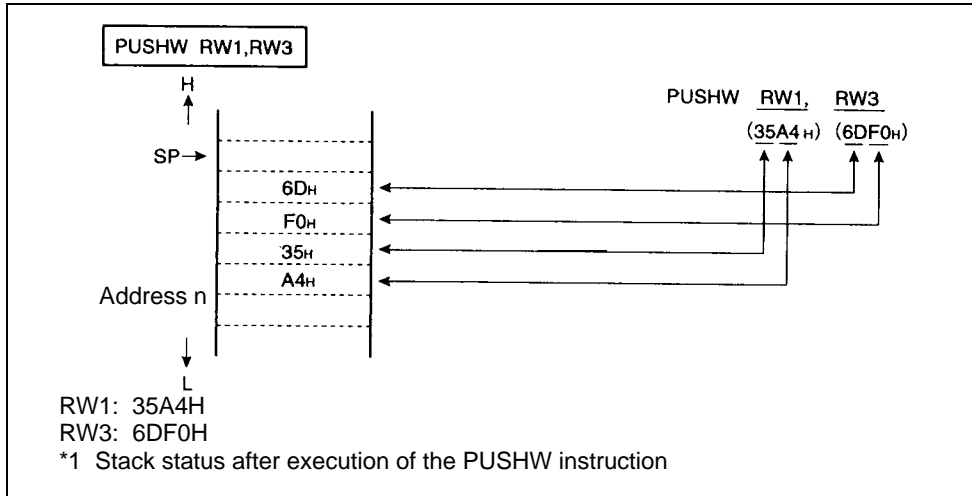 PUSHW RW1,RW3
H
PUSHW RW1, RW3
(35A4H) (6DF0H)
SP
6DH
F0H
35H
A4H
Address n
L
RW1: 35A4H
RW3: 6DF0H
*1 Stack status after execution of the PUSHW instruction